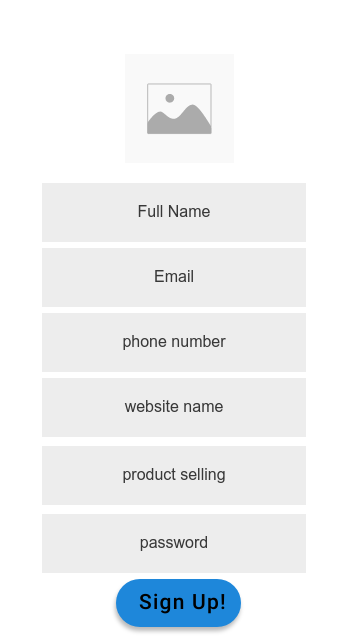 Full Name
Email
phone number
website name
product selling
password
Sign Up!